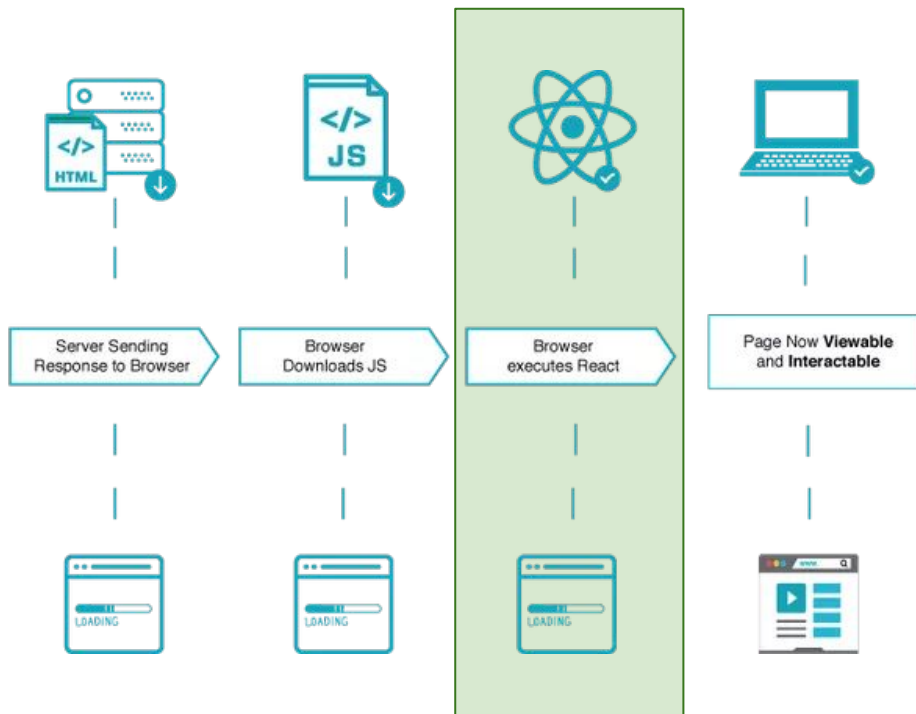 </>
HTML
</>
JS
Server Sending
Response to Browser
Browser
Downloads JS
Browser
executes React
Page Now Viewable
and Interactable
LOADING
LOADING
LOADING
www.